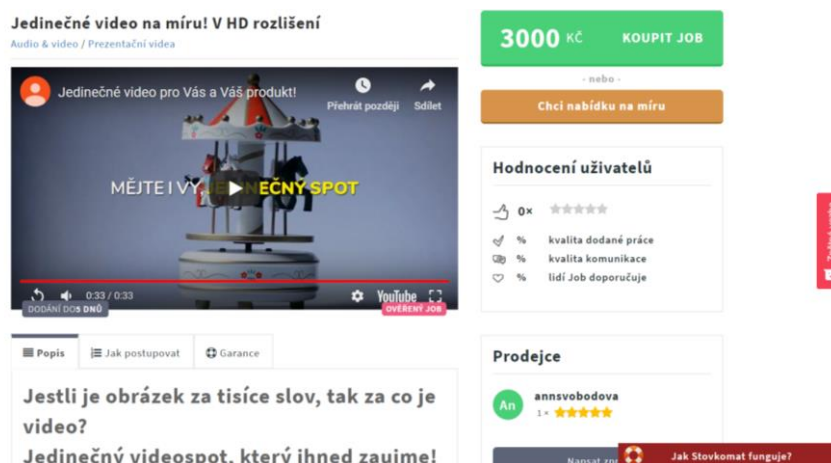 Jedinečné video na míru! V HD rozlišení
Audio & video / Prezentační videa
Jedinečné video pro Vás a Váš produkt!
Přehrát později
Sdílet
MĚJTE I VY
EČNÝ SPOT
0:33 / 0:33
YouTube
DODÁNÍ DO 5 DNŮ
OVĚŘENÝ JOB
Popis
Jak postupovat
Garance
Jestli je obrázek za tisíce slov, tak za co je
video?
Jedinečný videospot, který ihned zaujme!
3000 KČ KOUPIT JOB
- nebo -
Chci nabídku na míru
Hodnocení uživatelů
0×
% kvalita dodané práce
% kvalita komunikace
% lidí Job doporučuje
Prodejce
An
annsvobodova
1×
Napsat
Jak Stovkomat funguje?